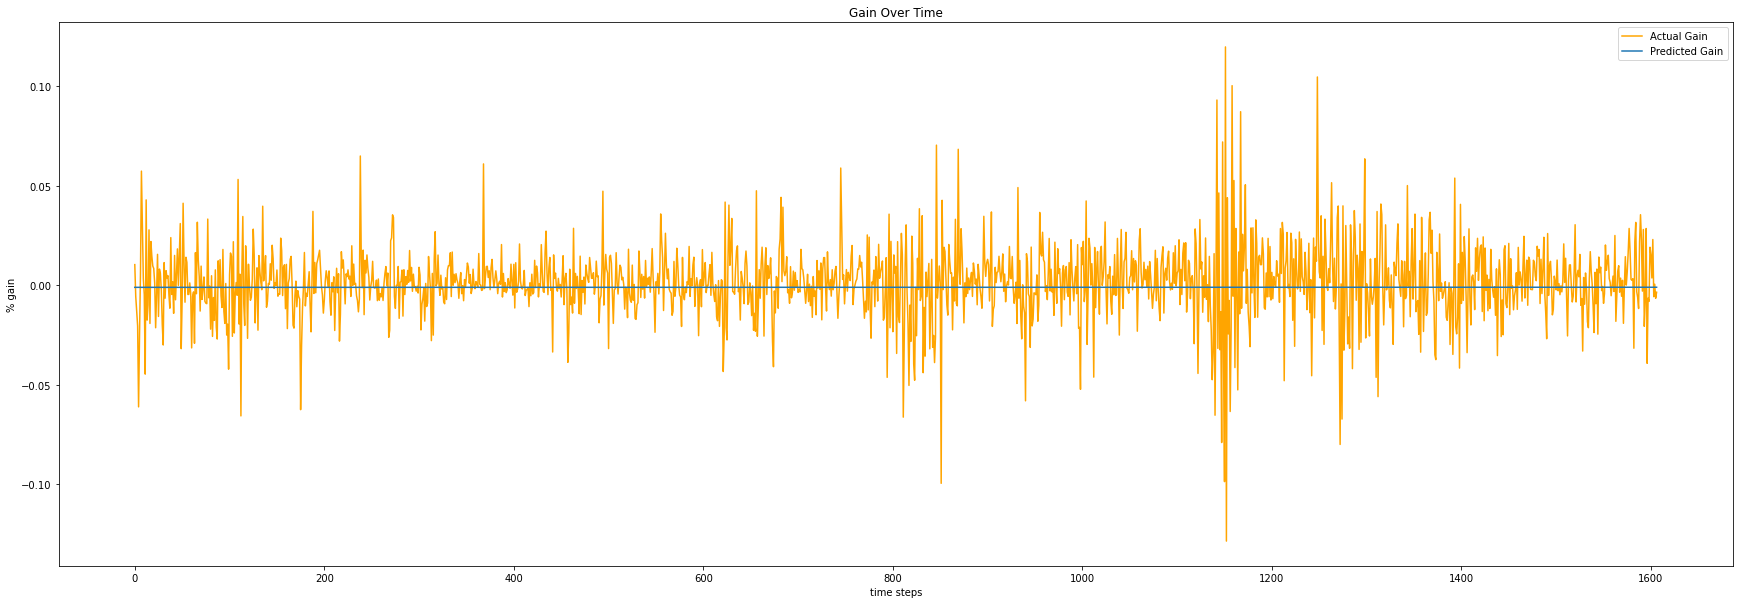 Gain Over Time
Actual Gain
Predicted Gain
0.10
0.05
0.00
−0.05
−0.10
% gain
0 200 400 600 800 1000 1200 1400 1600
time steps